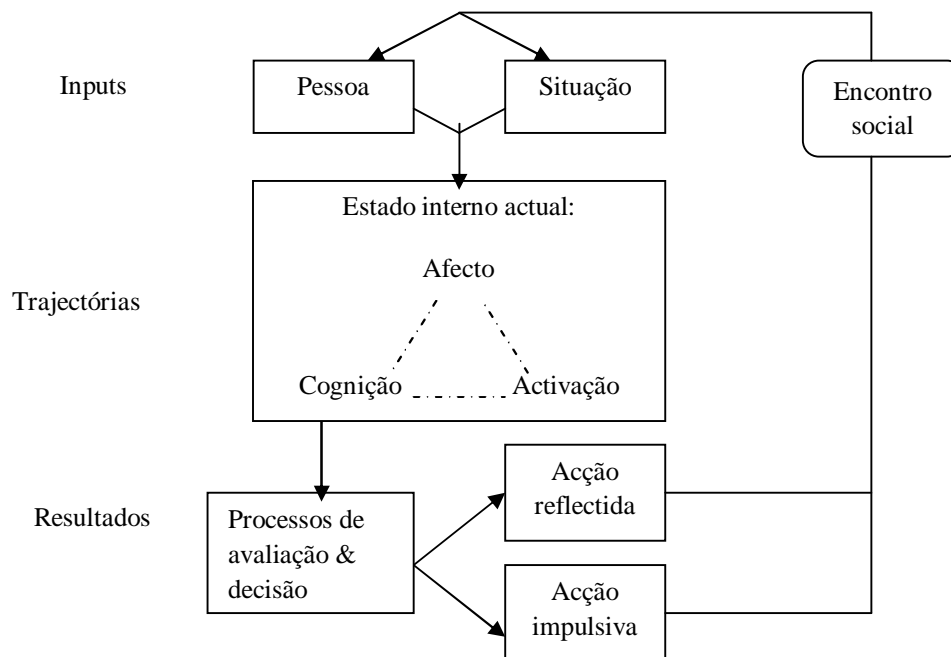 Inputs
Pessoa
Situação
Encontro
social
Estado interno actual:
Afecto
Trajectórias
Cognição
Activação
Resultados
Processos de
avaliação &
decisão
Acção
reflectida
Acção
impulsiva